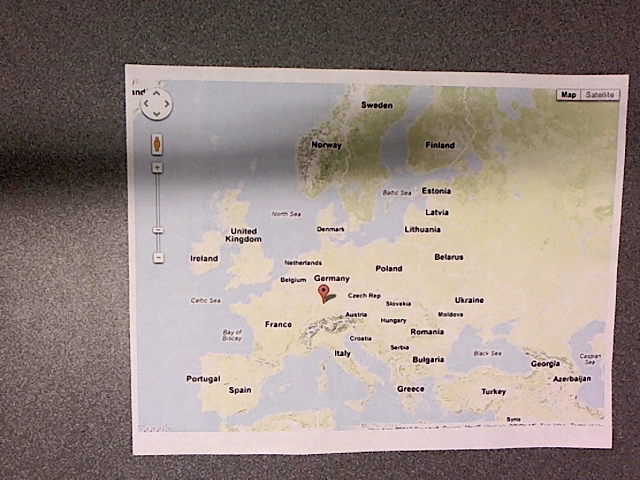 Map Satellite
Sweden
Norway
Finland
Baltic Sea
Estonia
North Sea
Latvia
Denmark
Lithuania
United
Kingdom
Ireland
Netherlands
Belarus
Poland
Belgium
Germany
Czech Rep
Celtic Sea
Slovakia
Ukraine
Austria
Hungary
Moldova
France
Bay of
Biscay
Croatia
Romania
Serbia
Italy
Black Sea
Bulgaria
Georgia
Caspian
Sea
Portugal
Spain
Azerbaijan
Greece
Turkey
Syria
Google